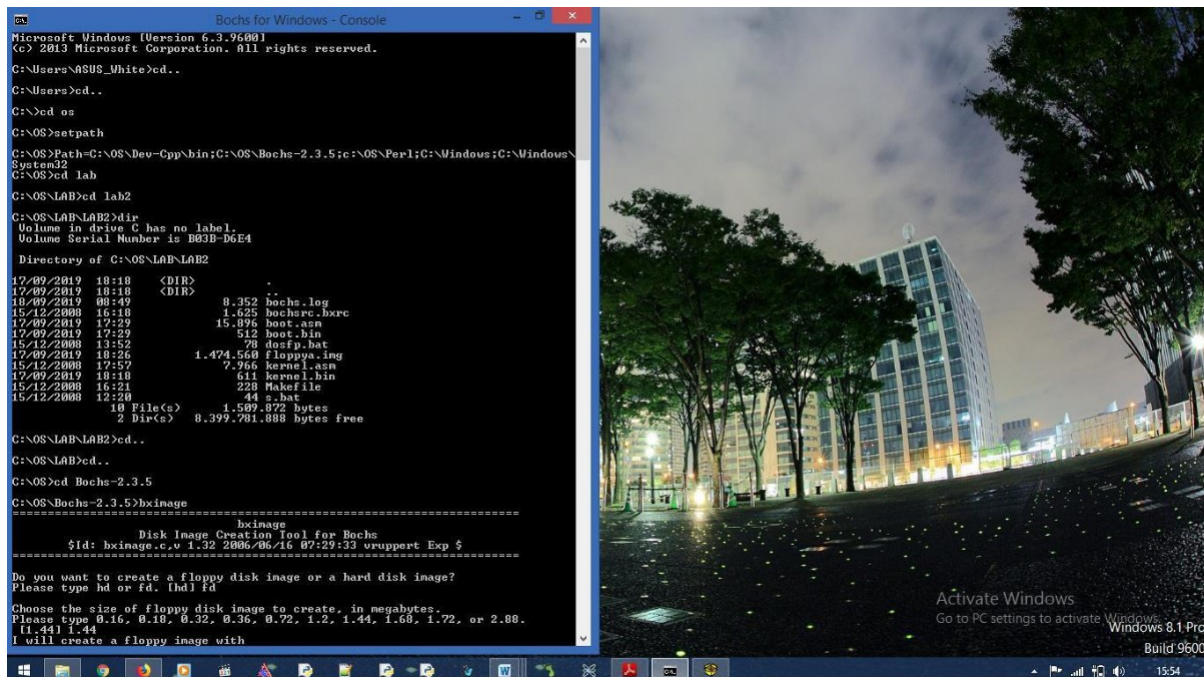 Bochs for Windows - Console
Microsoft Windows [Version 6.3.9600]
(c) 2013 Microsoft Corporation. All rights reserved.
C:\Users\ASUS_White>cd..
C:\Users>cd..
C:\>cd os
C:\OS>setpath
C:\OS>Path=C:\OS\Dev-Cpp\bin;C:\OS\Bochs-2.3.5;c:\OS\Perl;C:\Windows;C:\Windows\
System32
C:\OS>cd lab
C:\OS\LAB>cd lab2
C:\OS\LAB\LAB2>dir
Volume in drive C has no label.
Volume Serial Number is B03B-D6E4
Directory of C:\OS\LAB\LAB2
17/09/2019 18:18 <DIR> .
17/09/2019 18:18 <DIR> ..
18/09/2019 08:49 8.352 bochs.log
15/12/2008 16:18 1.625 bochsrc.bxrc
17/09/2019 17:29 15.896 boot.asm
17/09/2019 17:29 512 boot.bin
15/12/2008 13:52 78 dosfp.bat
17/09/2019 18:26 1.474.560 floppya.img
15/12/2008 17:57 7.966 kernel.asm
17/09/2019 18:18 611 kernel.bin
15/12/2008 16:21 228 Makefile
15/12/2008 12:20 44 s.bat
10 File(s) 1.509.872 bytes
2 Dir(s) 8.399.781.888 bytes free
C:\OS\LAB\LAB2>cd..
C:\OS\LAB>cd..
C:\OS>cd Bochs-2.3.5
C:\OS\Bochs-2.3.5>bximage
========================================================================
bximage
Disk Image Creation Tool for Bochs
$Id: bximage.c,v 1.32 2006/06/16 07:29:33 vruppert Exp $
========================================================================
Do you want to create a floppy disk image or a hard disk image?
Please type hd or fd. [hd] fd
Choose the size of floppy disk image to create, in megabytes.
Please type 0.16, 0.18, 0.32, 0.36, 0.72, 1.2, 1.44, 1.68, 1.72, or 2.88.
[1.44] 1.44
I will create a floppy image with
Activate Windows
Go to PC settings to activate Windows.
Windows 8.1 Pro
Build 9600
15:54